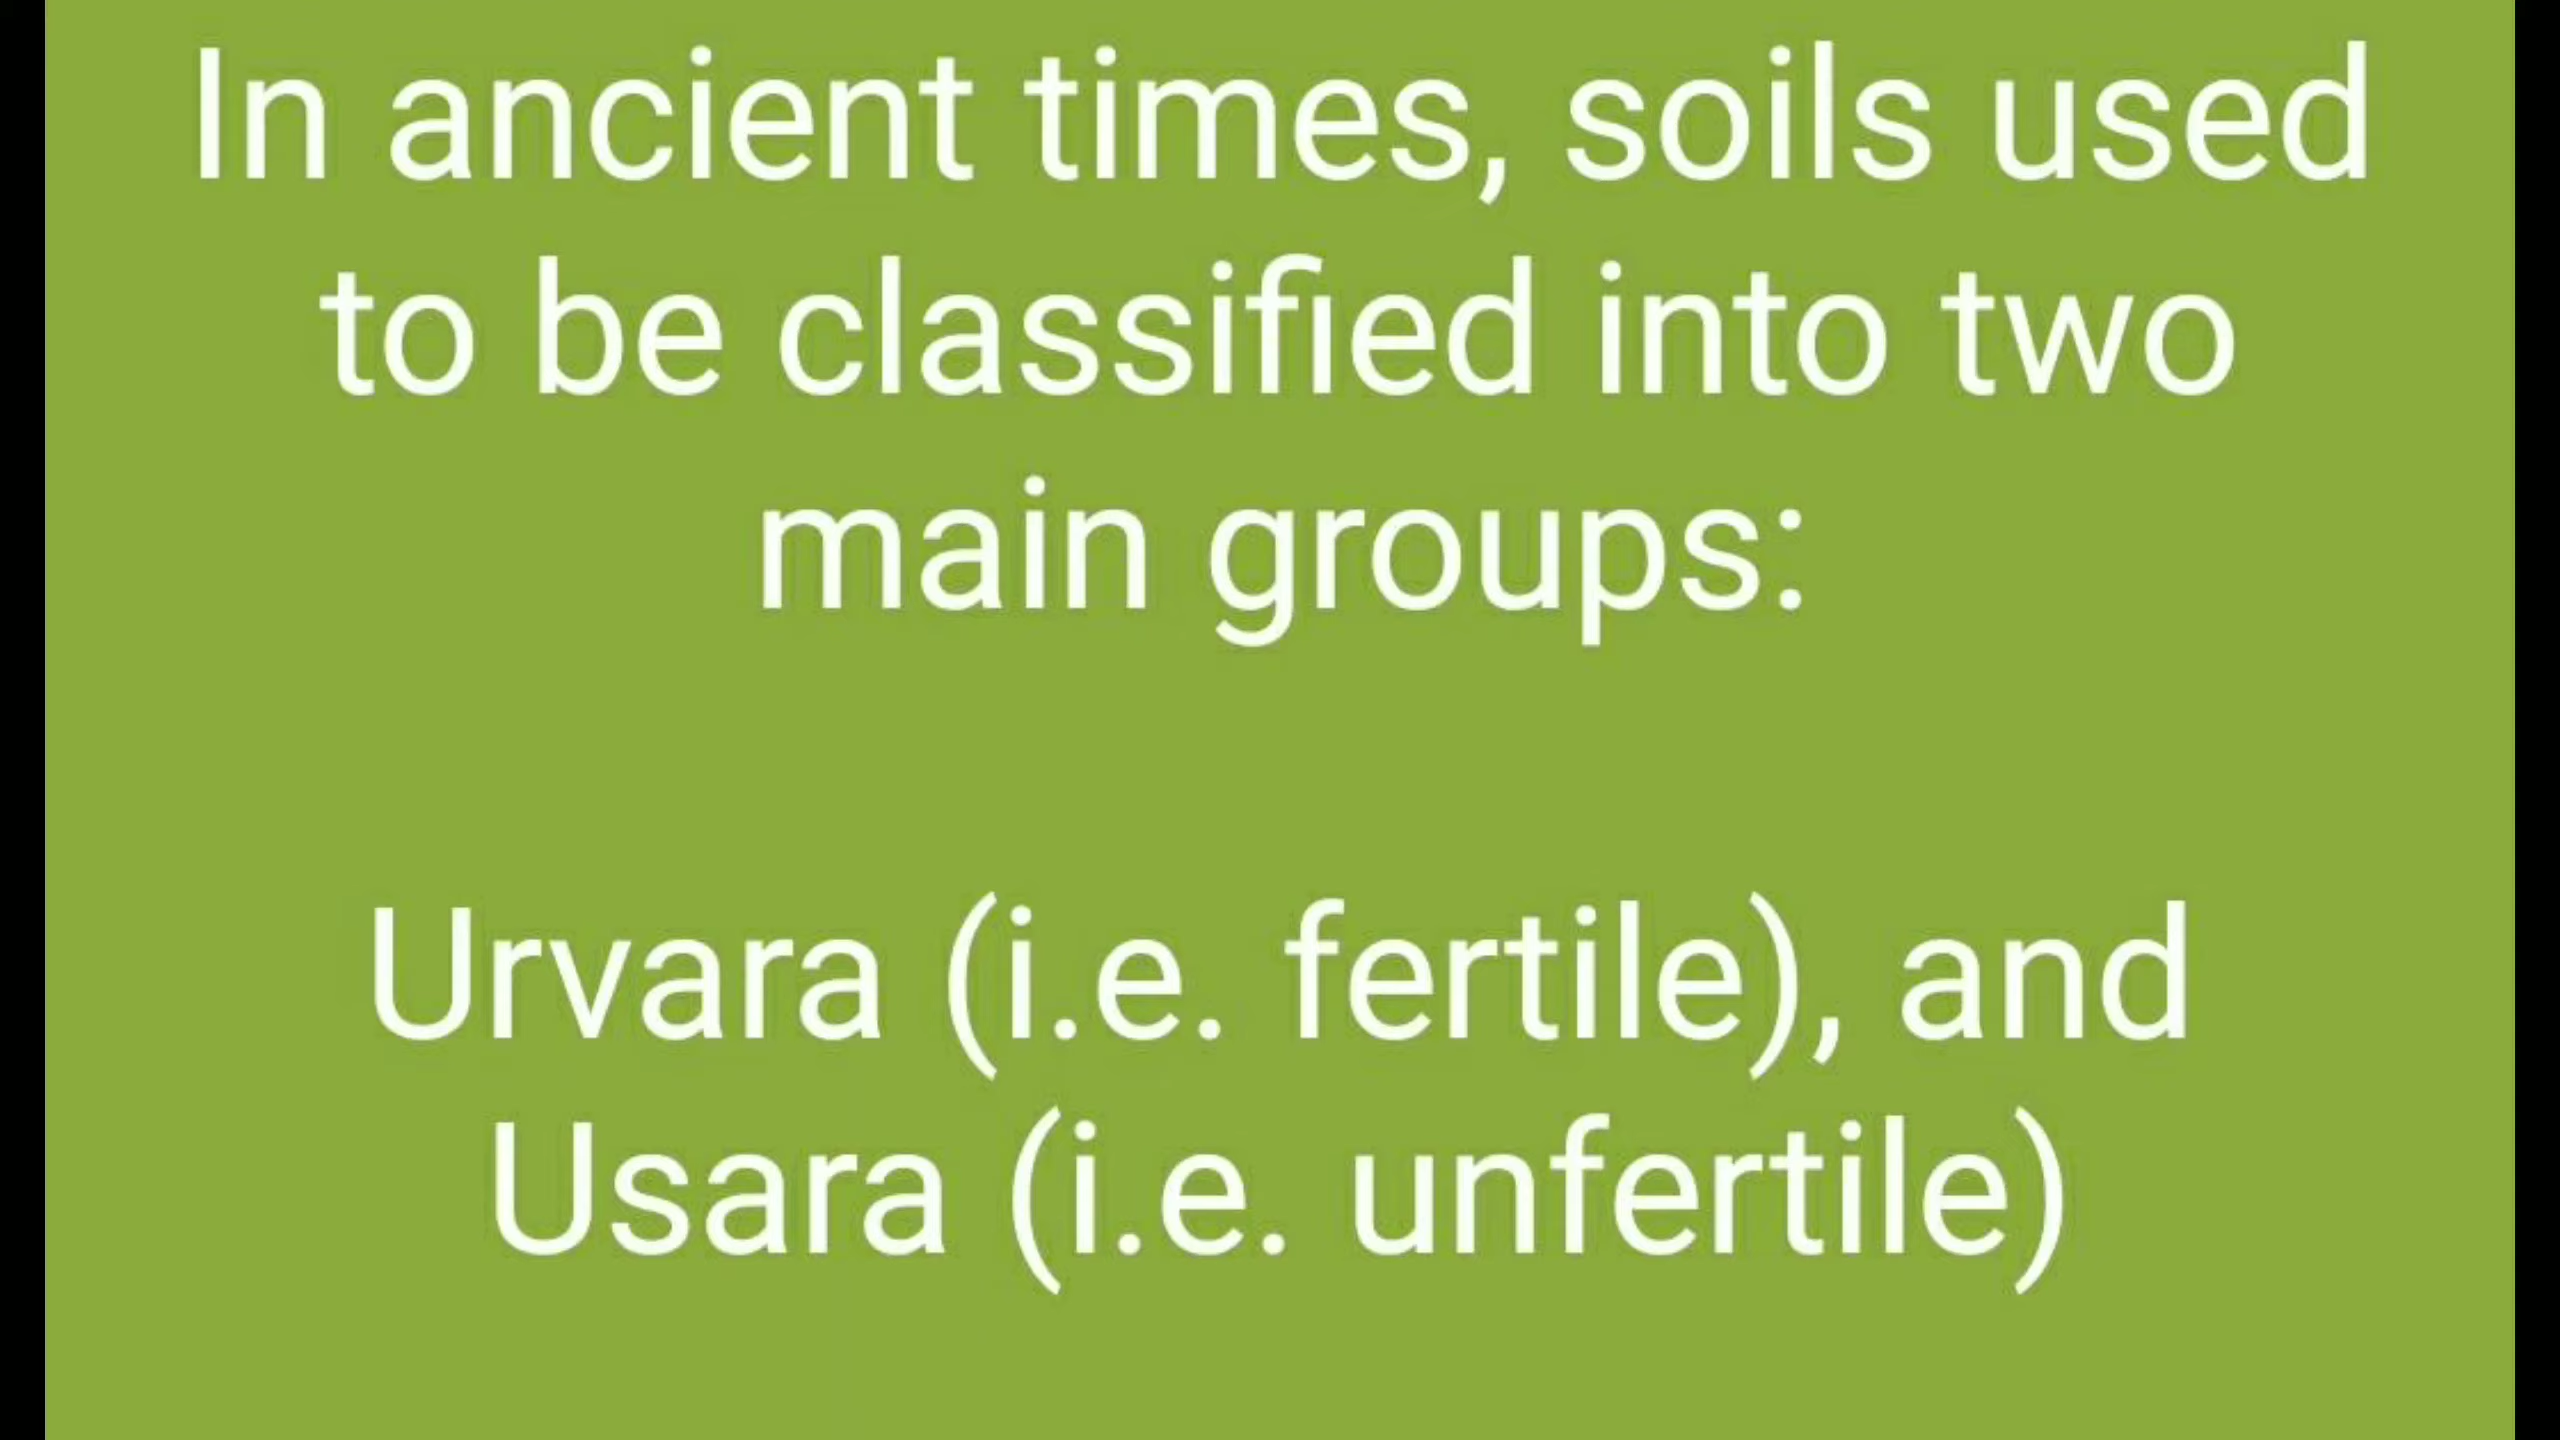 In ancient times, soils used
to be classified into two
main groups:
Urvara (i.e. fertile), and
Usara (i.e. unfertile)